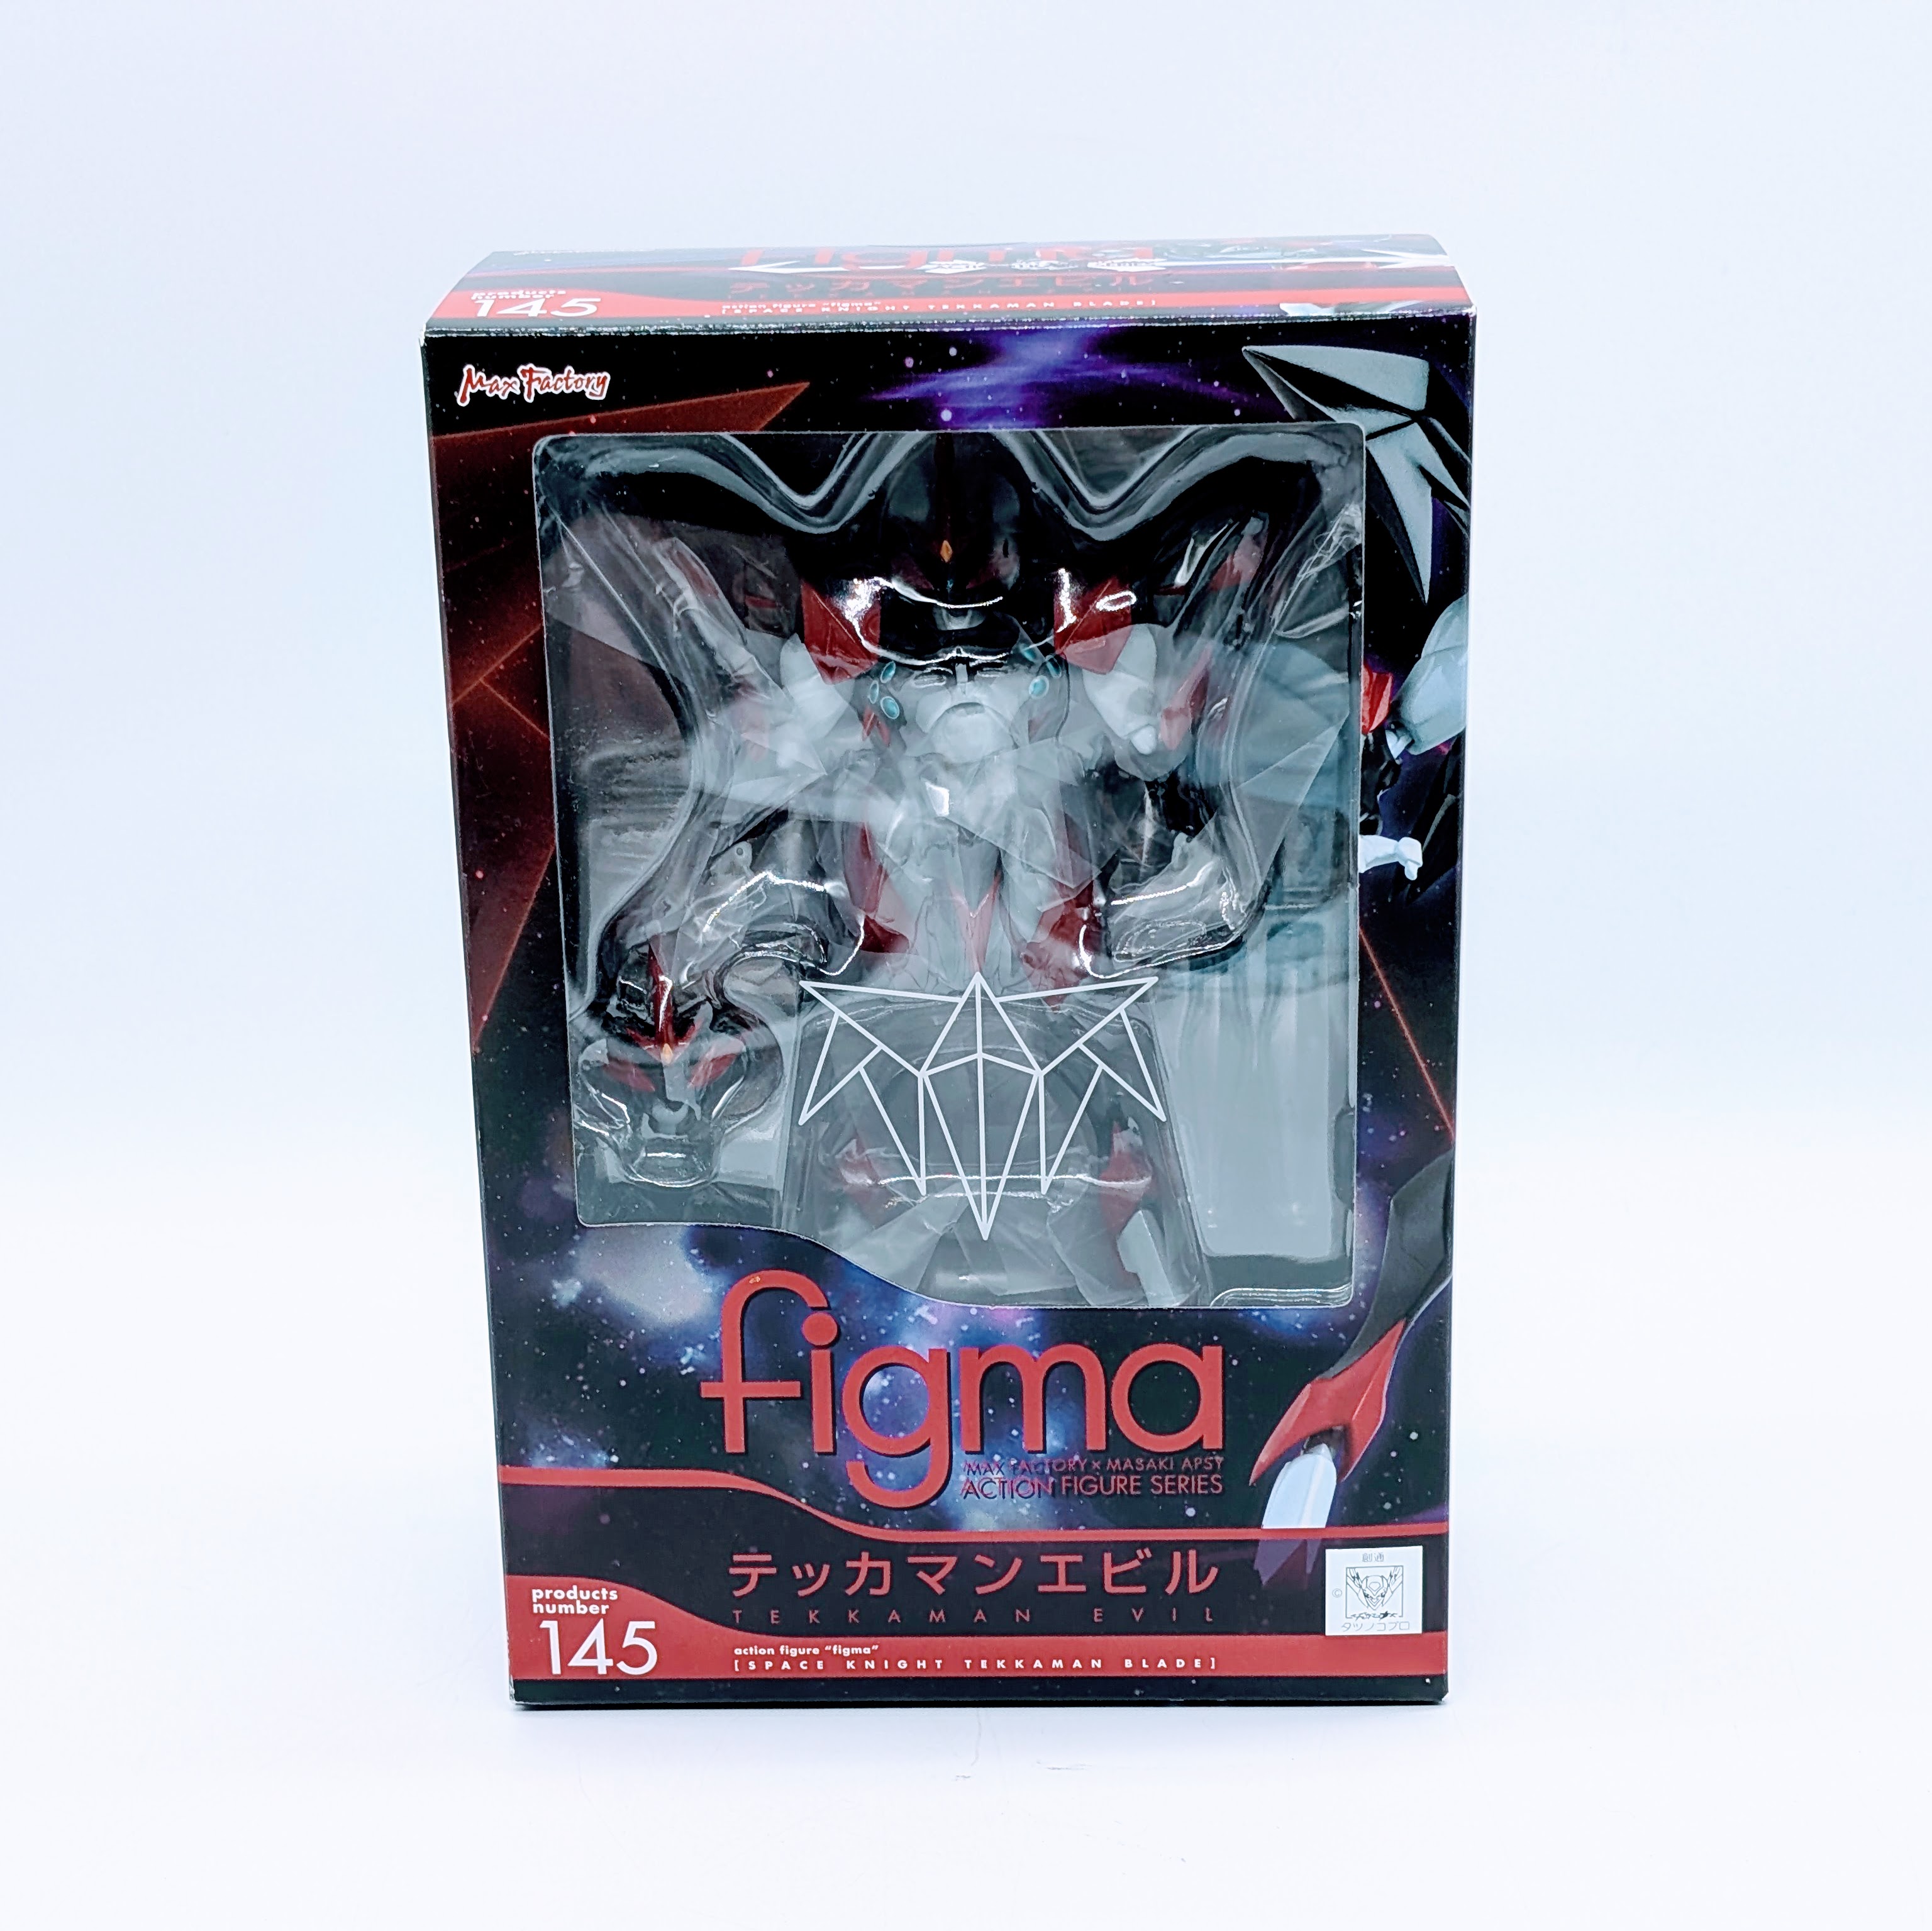 figma
テッカマンエビル
products
number
145
action figure "figma"
[SPACE KNIGHT TEKKAMAN BLADE]
Max Factory
figma
MAX FACTORY × MASAKI APSY
ACTION FIGURE SERIES
テッカマンエビル
TEKKAMAN EVIL
products
number
145
action figure "figma"
[SPACE KNIGHT TEKKAMAN BLADE]
創通
©
タツノコプロ